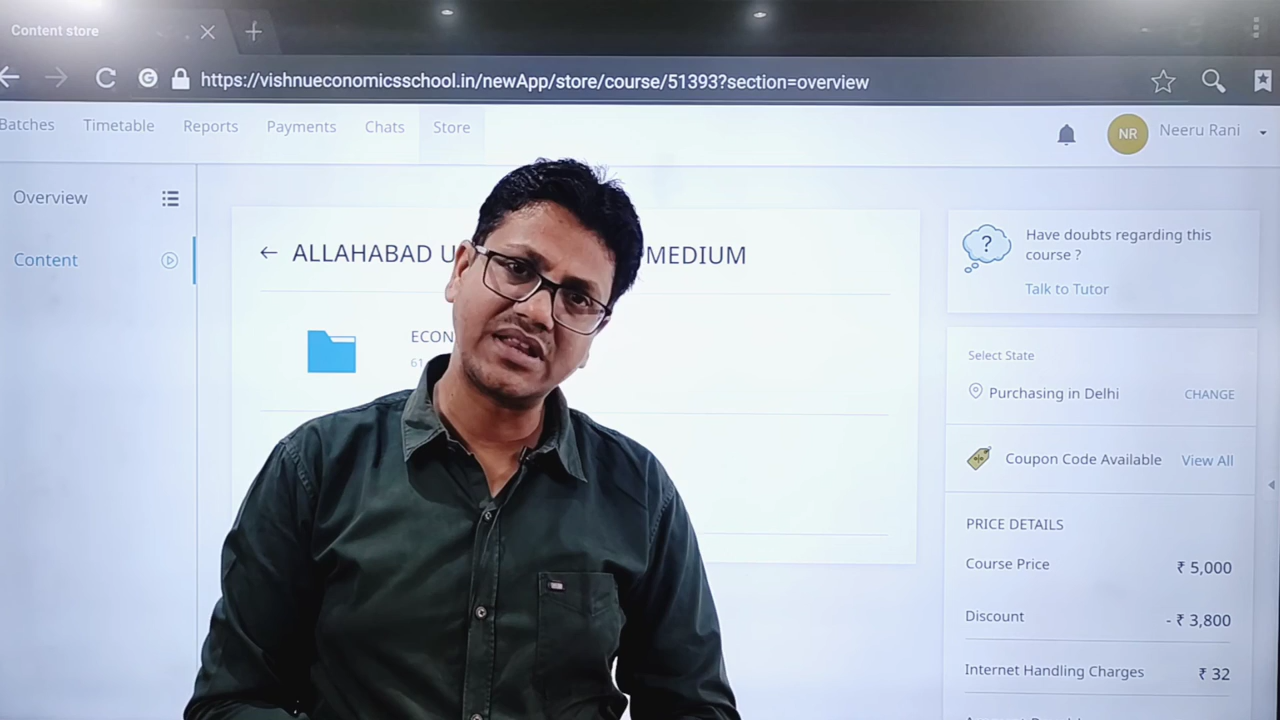 Content store
https://vishnueconomicsschool.in/newApp/store/course/51393?section=overview
Batches Timetable Reports Payments Chats Store
NR Neeru Rani
Overview
Content
ALLAHABAD U MEDIUM
ECON
61
Have doubts regarding this
course ?
Talk to Tutor
Select State
Purchasing in Delhi CHANGE
Coupon Code Available View All
PRICE DETAILS
Course Price ₹ 5,000
Discount - ₹ 3,800
Internet Handling Charges ₹ 32